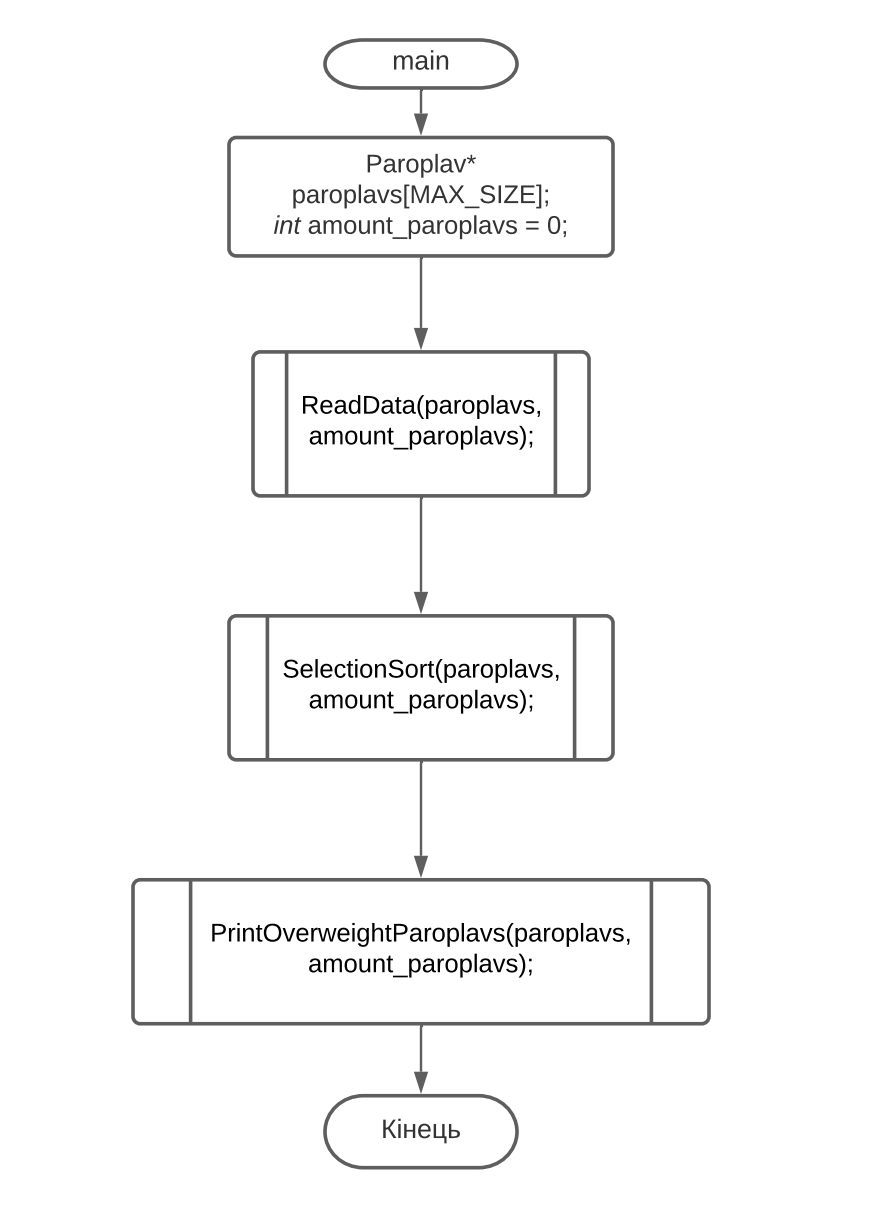 main
Paroplav*
paroplavs[MAX_SIZE];
int amount_paroplavs = 0;
ReadData(paroplavs,
amount_paroplavs);
SelectionSort(paroplavs,
amount_paroplavs);
PrintOverweightParoplavs(paroplavs,
amount_paroplavs);
Кінець